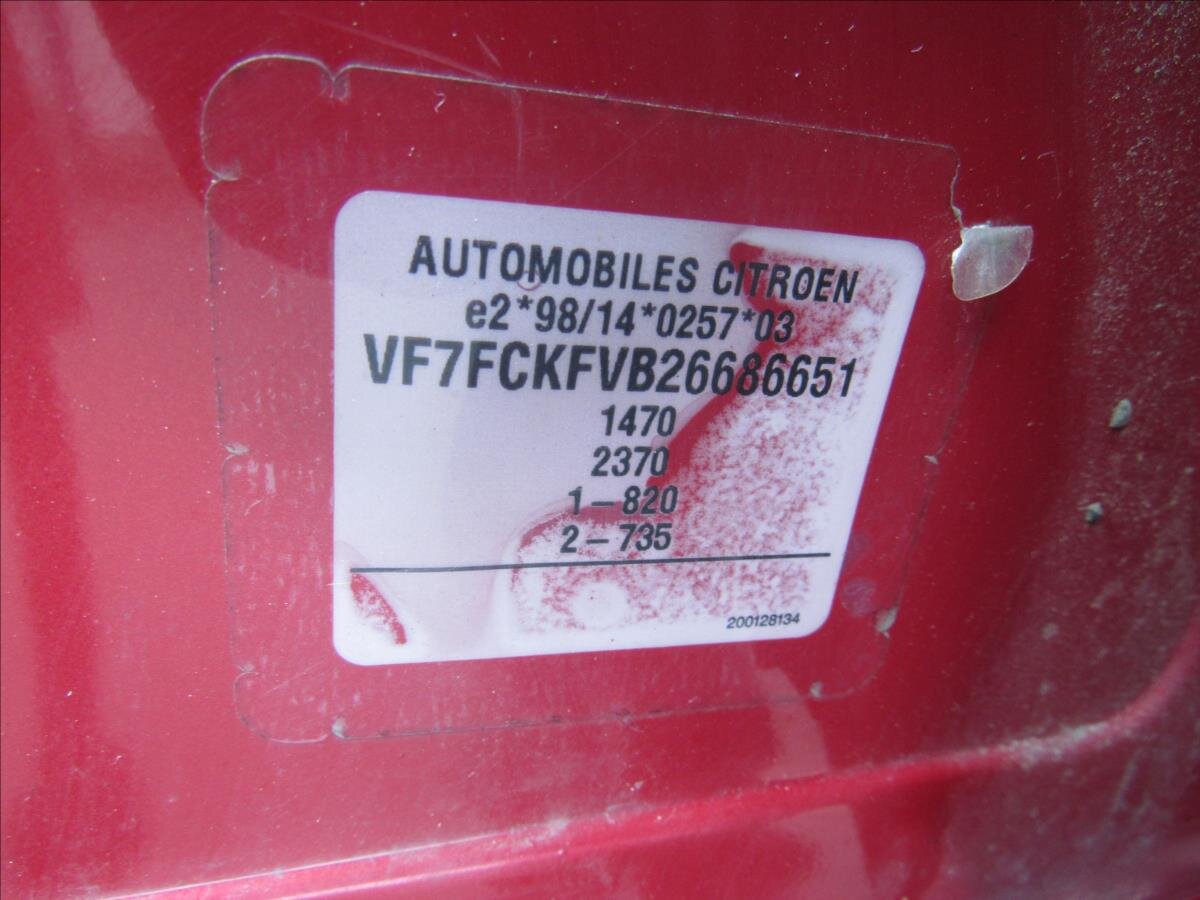 AUTOMOBILES CITROEN
e2*98/14*0257*03
VF7FCKFVB26686651
1470
2370
1-820
2-735
200128134